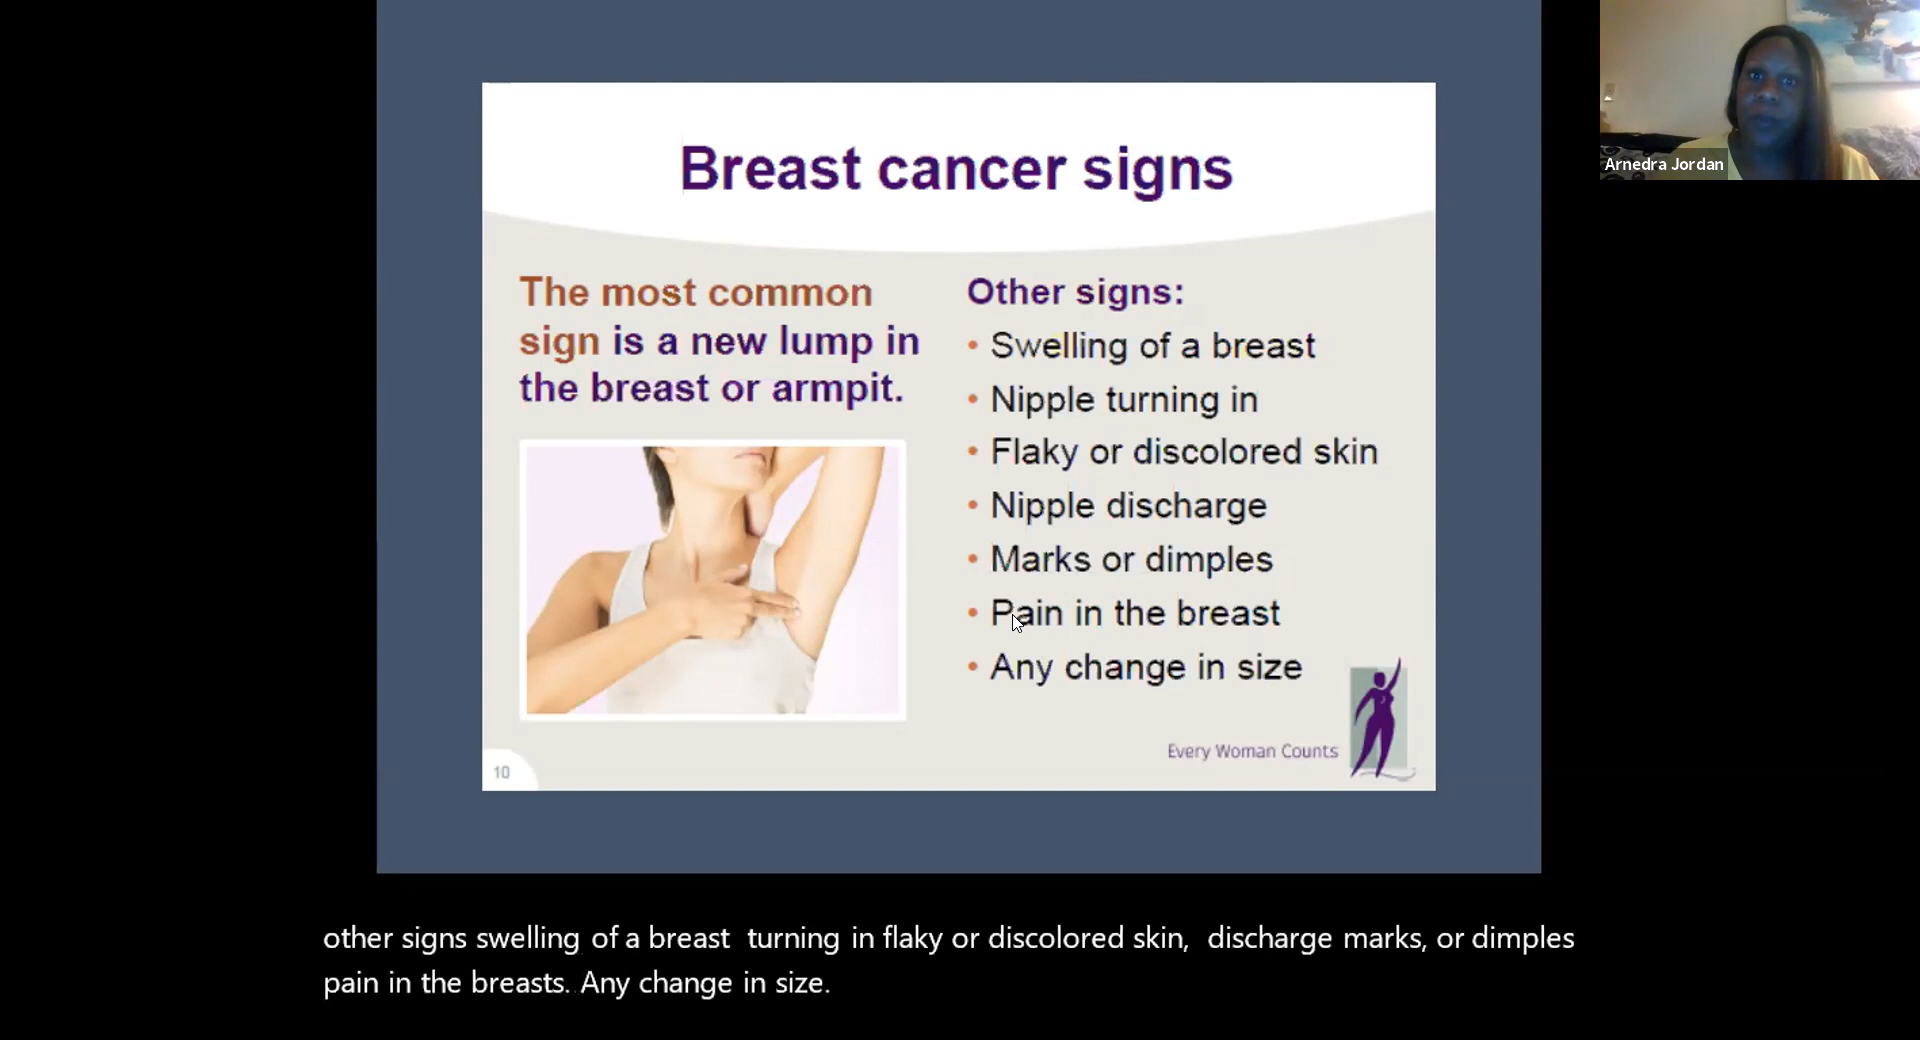 Breast cancer signs
The most common
sign is a new lump in
the breast or armpit.
Other signs:
• Swelling of a breast
• Nipple turning in
• Flaky or discolored skin
• Nipple discharge
• Marks or dimples
• Pain in the breast
• Any change in size
Every Woman Counts
10
Arnedra Jordan
other signs swelling of a breast turning in flaky or discolored skin, discharge marks, or dimples
pain in the breasts. Any change in size.